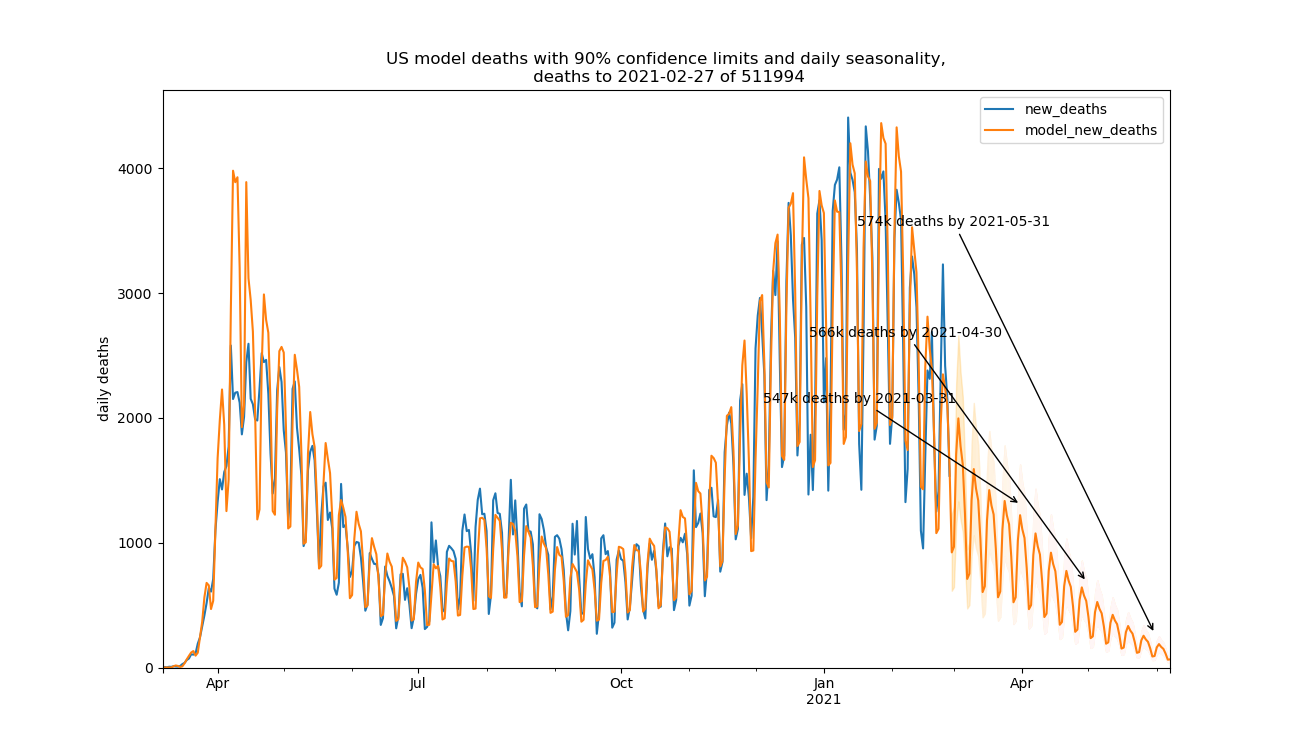 US model deaths with 90% confidence limits and daily seasonality,
deaths to 2021-02-27 of 511994
new_deaths
model_new_deaths
4000
574k deaths by 2021-05-31
3000
566k deaths by 2021-04-30
547k deaths by 2021-03-31
daily deaths
2000
1000
0
Apr Jul Oct Jan Apr
2021